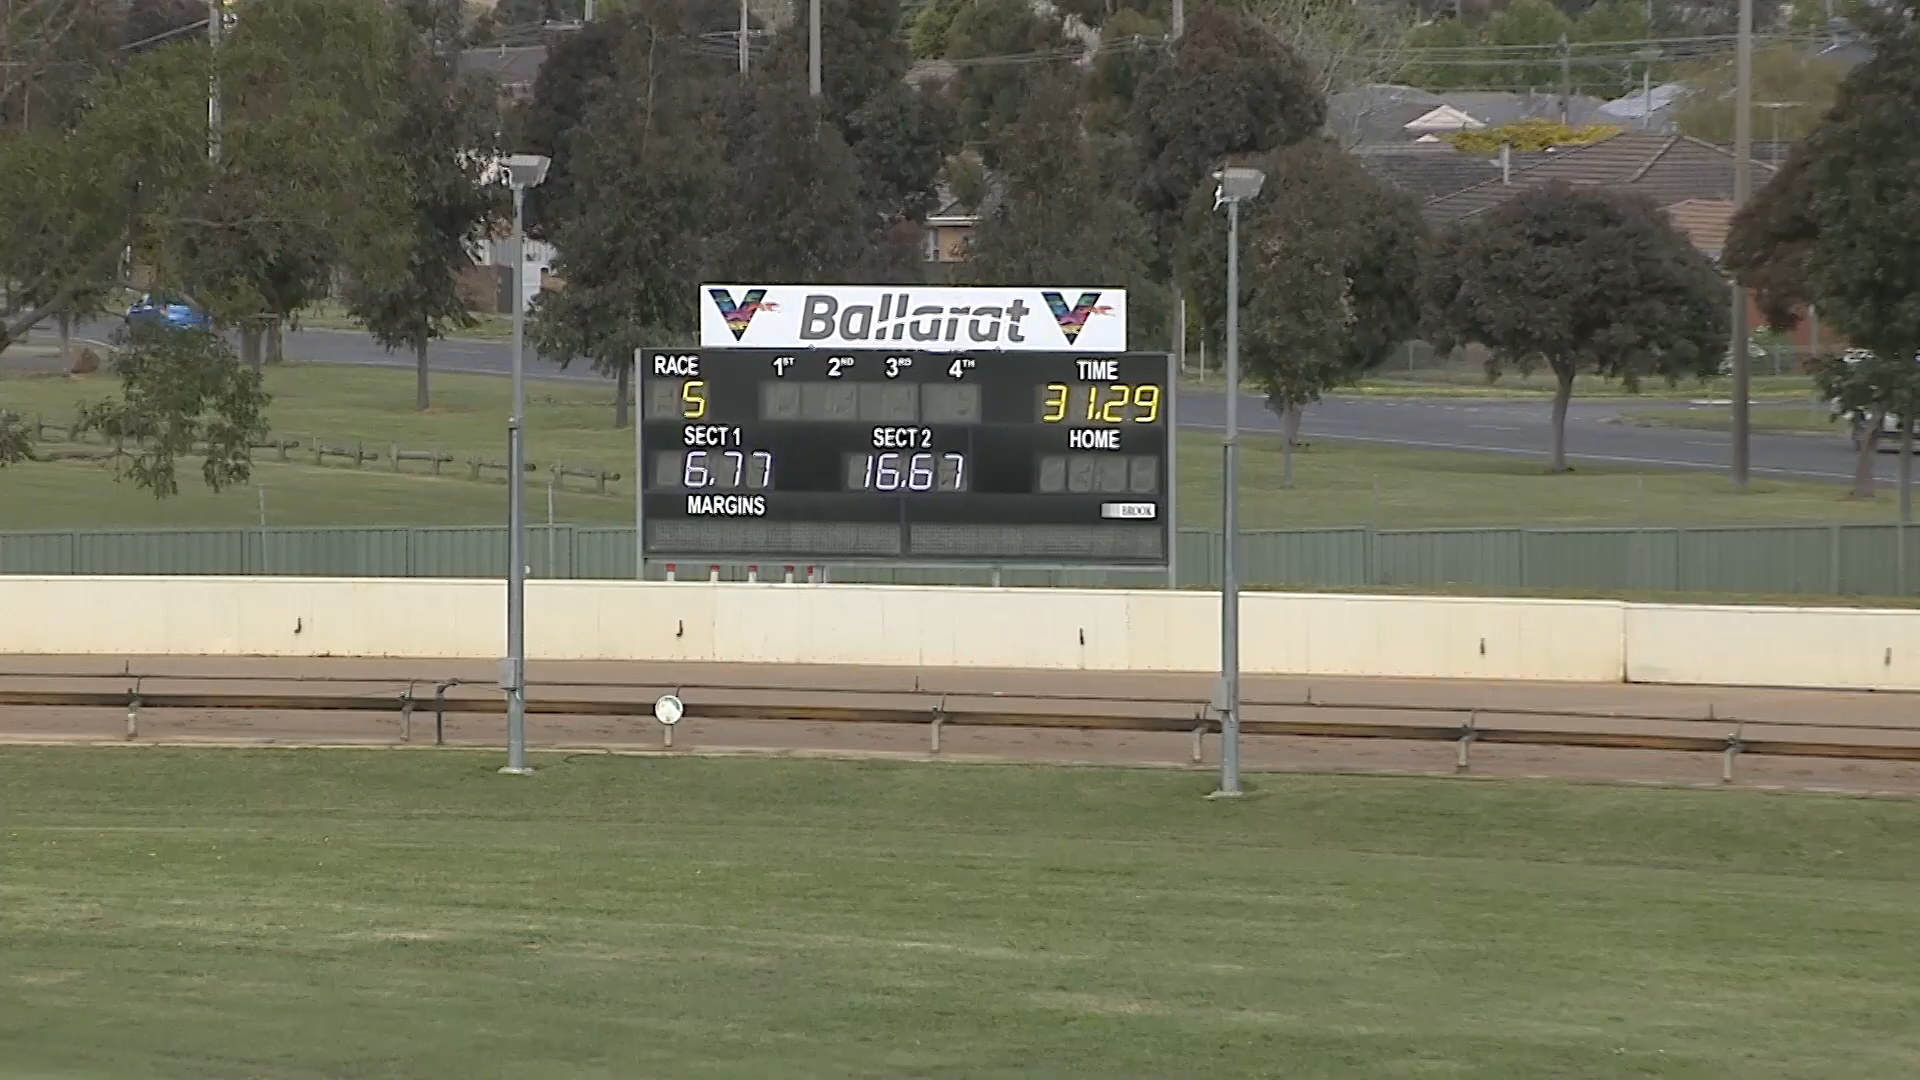 Ballarat
RACE 1ST 2ND 3RD 4TH TIME
5 31.29
SECT 1 SECT 2 HOME
6.77 16.67
MARGINS BROOK